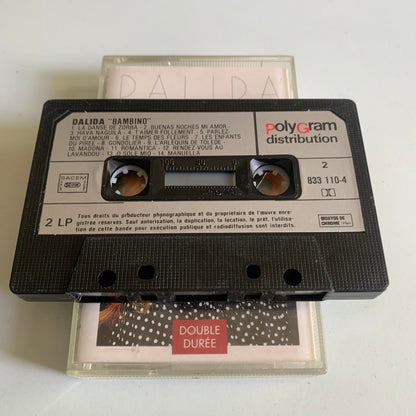 DALIDA
DALIDA "BAMBINO"
1. LA DANSE DE ZORBA - 2. BUENAS NOCHES MI AMOR -
3. HAVA NAGUILA - 4. T'AIMER FOLLEMENT - 5. PARLEZ-
MOI D'AMOUR - 6. LE TEMPS DES FLEURS - 7. LES ENFANTS
DU PIREE - 8. GONDOLIER - 9. L'ARLEQUIN DE TOLEDE -
10. MADONA - 11. ROMANTICA - 12. RENDEZ-VOUS AU
LAVANDOU - 13. O SOLE MIO - 14. MANUELLA
PolyGram
distribution
2
833 110-4
SACEM
2 LP
Tous droits du producteur phonographique et du propriétaire de l'œuvre enre-
gistrée réservés. Sauf autorisation, la duplication, la location, le prêt, l'utilisa-
tion de cette bande pour exécution publique et radiodiffusion sont interdits.
DIOXYDE DE
CHROME
DOUBLE
DURÉE